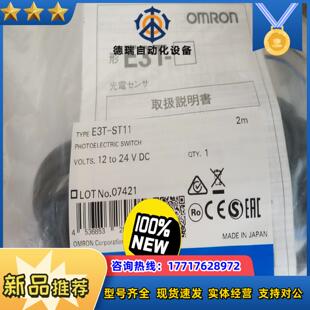 OMRON
德瑞自动化设备
形 E3T-□
光電センサ
取扱説明書
TYPE E3T-ST11
2m
PHOTOELECTRIC SWITCH
VOLTS. 12 to 24 V DC
QTY. 1
LOT No.07421
100%
NEW
OMRON Corporation
MADE IN JAPAN
咨询热线：17717628972
新品推荐
全新原装 现货速发 实体经营 支持对公